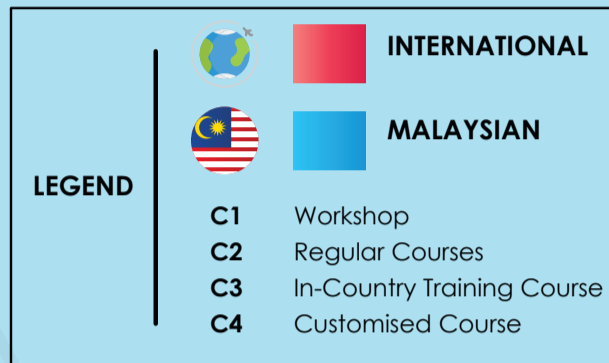 INTERNATIONAL
MALAYSIAN
LEGEND
C1 Workshop
C2 Regular Courses
C3 In-Country Training Course
C4 Customised Course